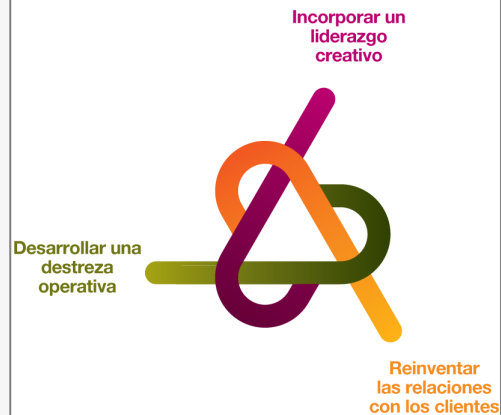 Incorporar un
liderazgo
creativo
Desarrollar una
destreza
operativa
Reinventar
las relaciones
con los clientes